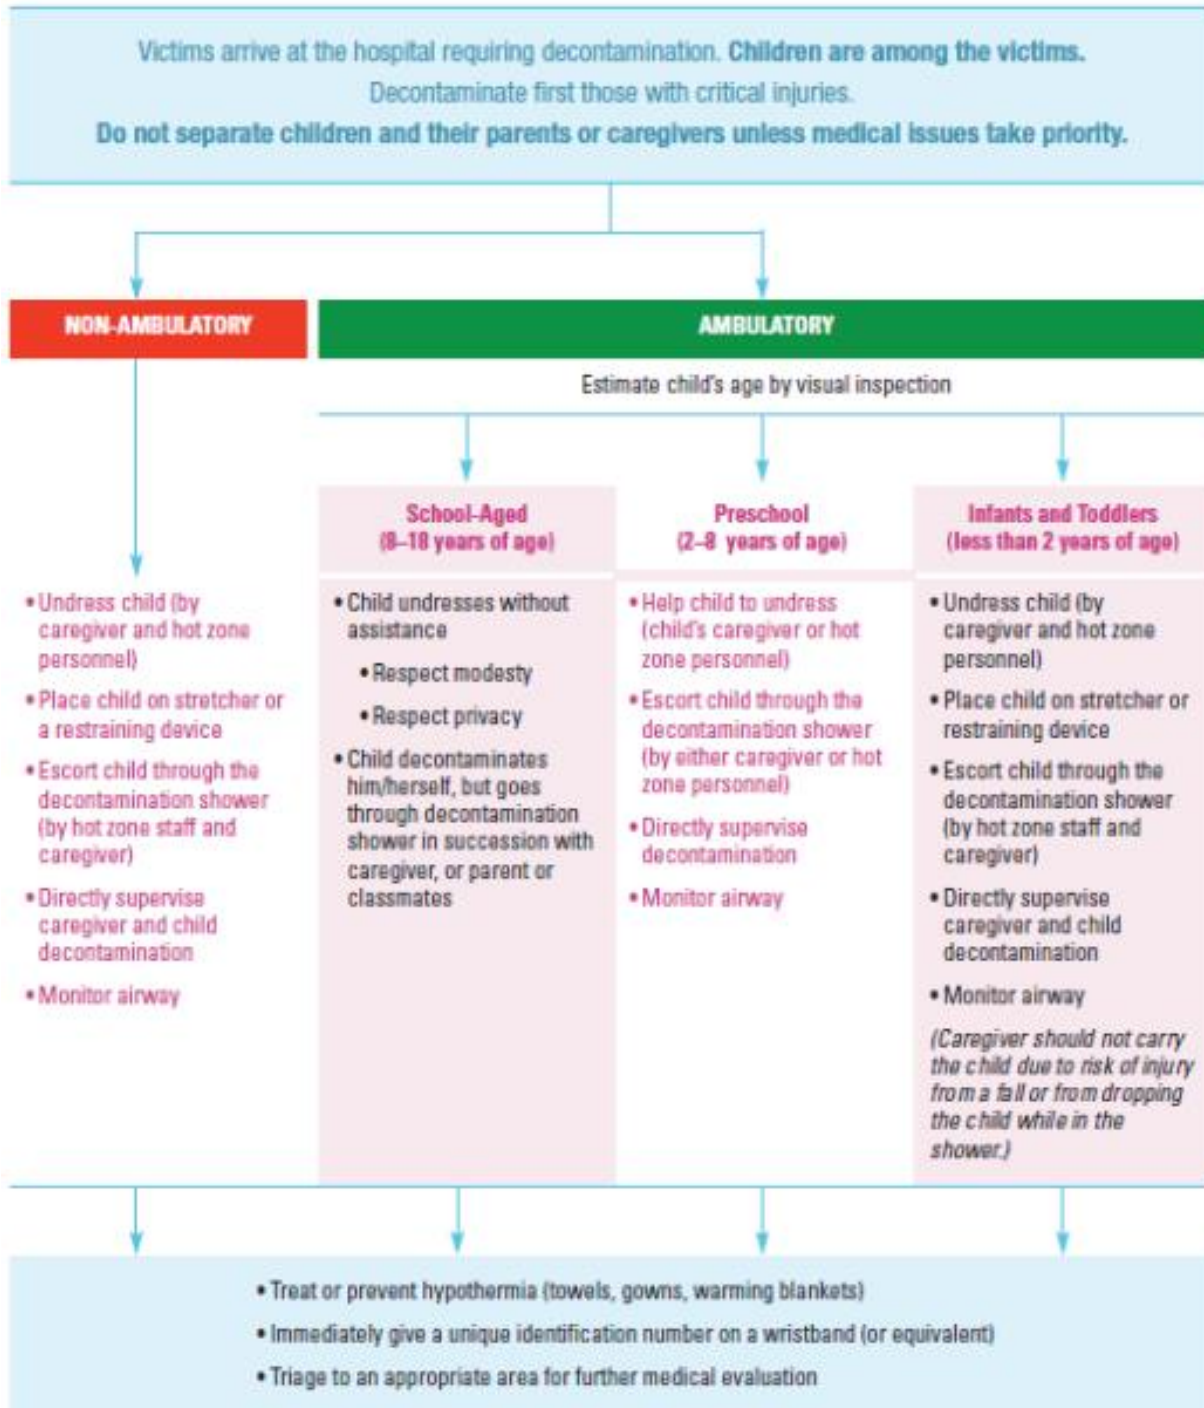 Victims arrive at the hospital requiring decontamination. Children are among the victims.
Decontaminate first those with critical injuries.
Do not separate children and their parents or caregivers unless medical issues take priority.
NON-AMBULATORY
AMBULATORY
Estimate child's age by visual inspection
• Undress child (by
caregiver and hot zone
personnel)
• Place child on stretcher or
a restraining device
• Escort child through the
decontamination shower
(by hot zone staff and
caregiver)
• Directly supervise
caregiver and child
decontamination
• Monitor airway
School-Aged
(8–18 years of age)
• Child undresses without
assistance
• Respect modesty
• Respect privacy
• Child decontaminates
him/herself, but goes
through decontamination
shower in succession with
caregiver, or parent or
classmates
Preschool
(2–8 years of age)
• Help child to undress
(child's caregiver or hot
zone personnel)
• Escort child through the
decontamination shower
(by either caregiver or hot
zone personnel)
• Directly supervise
decontamination
• Monitor airway
Infants and Toddlers
(less than 2 years of age)
• Undress child (by
caregiver and hot zone
personnel)
• Place child on stretcher or
restraining device
• Escort child through the
decontamination shower
(by hot zone staff and
caregiver)
• Directly supervise
caregiver and child
decontamination
• Monitor airway
(Caregiver should not carry
the child due to risk of injury
from a fall or from dropping
the child while in the
shower.)
• Treat or prevent hypothermia (towels, gowns, warming blankets)
• Immediately give a unique identification number on a wristband (or equivalent)
• Triage to an appropriate area for further medical evaluation